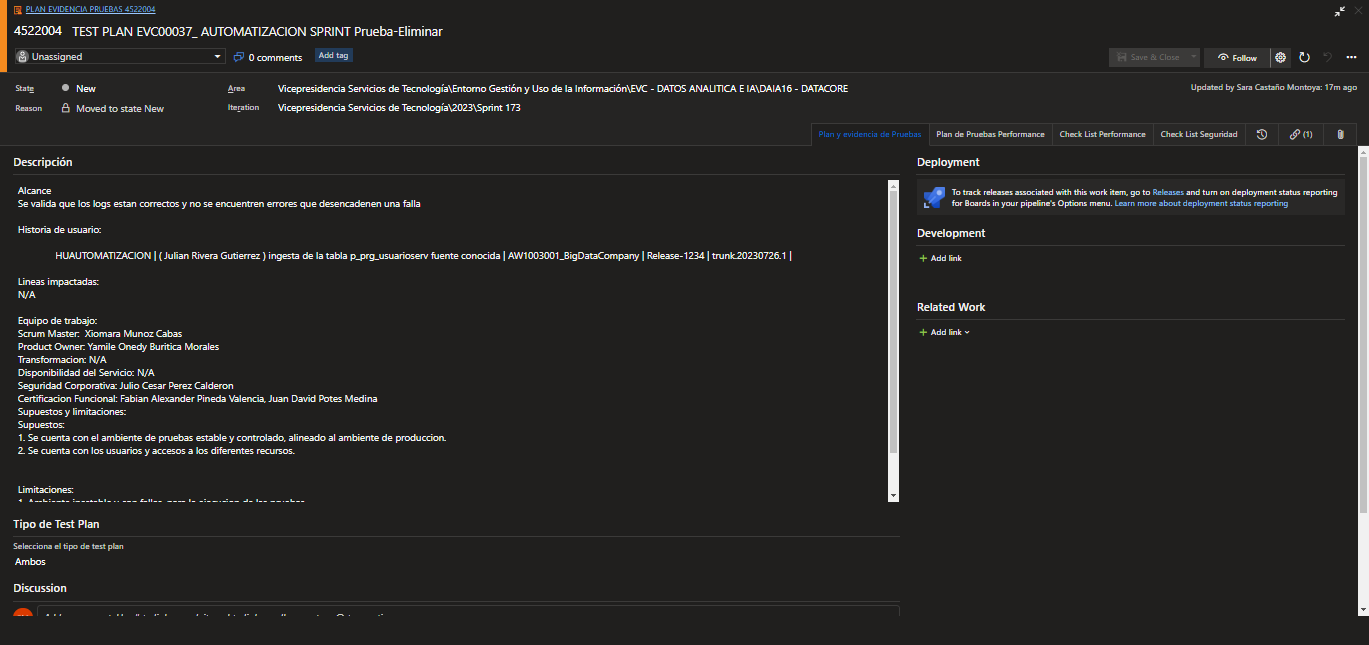 PLAN EVIDENCIA PRUEBAS 4522004
4522004 TEST PLAN EVC00037_ AUTOMATIZACION SPRINT Prueba-Eliminar
Unassigned 0 comments Add tag Save & Close Follow
State New Area Vicepresidencia Servicios de Tecnología\Entorno Gestión y Uso de la Información\EVC - DATOS ANALITICA E IA\DAIA16 - DATACORE Updated by Sara Castaño Montoya: 17m ago
Reason Moved to state New Iteration Vicepresidencia Servicios de Tecnología\2023\Sprint 173
Plan y evidencia de Pruebas Plan de Pruebas Performance Check List Performance Check List Seguridad (1)
Descripción
Alcance
Se valida que los logs estan correctos y no se encuentren errores que desencadenen una falla
Historia de usuario:
HUAUTOMATIZACION | ( Julian Rivera Gutierrez ) ingesta de la tabla p_prg_usuarioserv fuente conocida | AW1003001_BigDataCompany | Release-1234 | trunk.20230726.1 |
Lineas impactadas:
N/A
Equipo de trabajo:
Scrum Master: Xiomara Munoz Cabas
Product Owner: Yamile Onedy Buritica Morales
Transformacion: N/A
Disponibilidad del Servicio: N/A
Seguridad Corporativa: Julio Cesar Perez Calderon
Certificacion Funcional: Fabian Alexander Pineda Valencia, Juan David Potes Medina
Supuestos y limitaciones:
Supuestos:
1. Se cuenta con el ambiente de pruebas estable y controlado, alineado al ambiente de produccion.
2. Se cuenta con los usuarios y accesos a los diferentes recursos.
Limitaciones:
Tipo de Test Plan
Selecciona el tipo de test plan
Ambos
Discussion
Deployment
To track releases associated with this work item, go to Releases and turn on deployment status reporting
for Boards in your pipeline's Options menu. Learn more about deployment status reporting
Development
+ Add link
Related Work
+ Add link